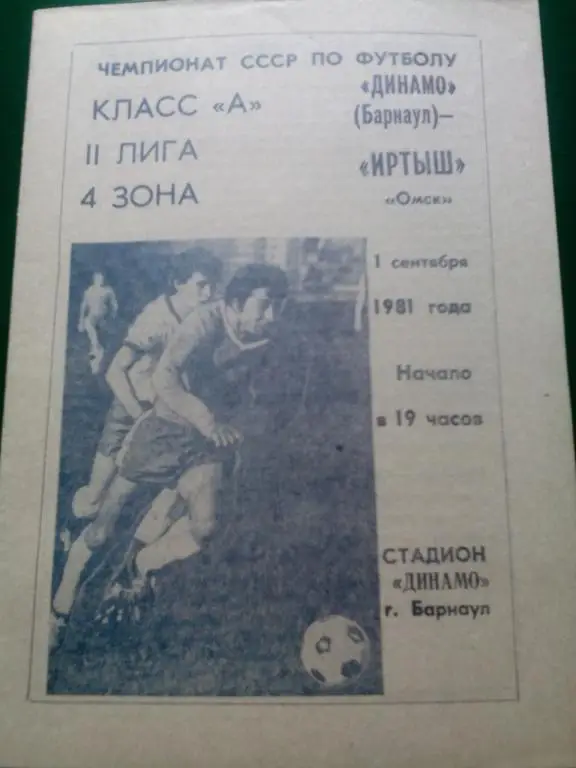 ЧЕМПИОНАТ СССР ПО ФУТБОЛУ
КЛАСС «А»
II ЛИГА
4 ЗОНА
«ДИНАМО»
(Барнаул)–
«ИРТЫШ»
«Омск»
1 сентября
1981 года
Начало
в 19 часов
СТАДИОН
«ДИНАМО»
г. Барнаул